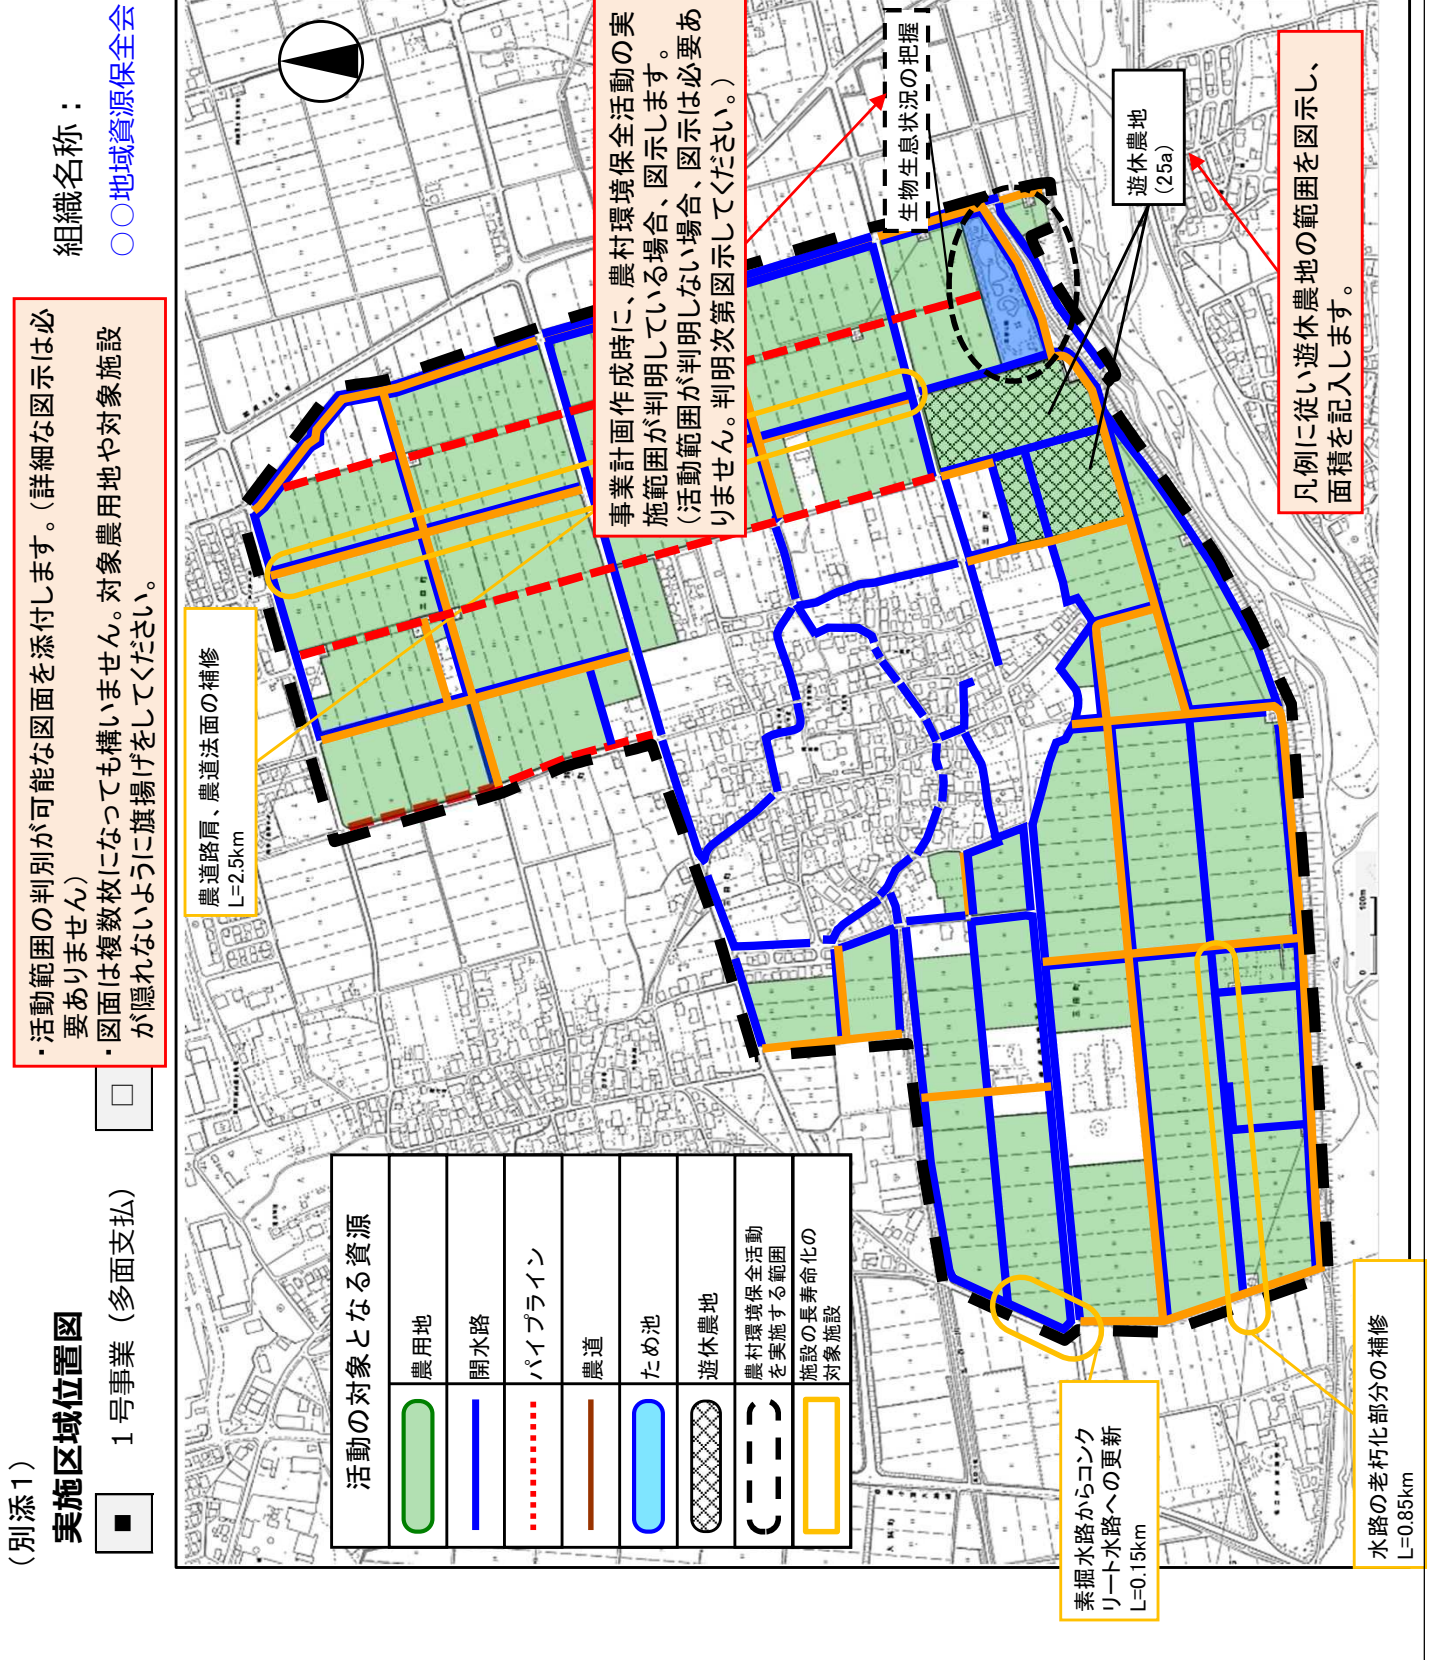 （別添１）
実施区域位置図
■
１号事業（多面支払）
□
組織名称：
○○地域資源保全会
・活動範囲の判別が可能な図面を添付します。（詳細な図示は必
要ありません）
・図面は複数枚になっても構いません。対象農用地や対象施設
が隠れないように旗揚げをしてください。
農道路肩、農道法面の補修
L=2.5km
事業計画作成時に、農村環境保全活動の実
施範囲が判明している場合、図示します。
（活動範囲が判明しない場合、図示は必要あ
りません。判明次第図示してください。）
生物生息状況の把握
遊休農地
(25a)
凡例に従い遊休農地の範囲を図示し、
面積を記入します。
活動の対象となる資源
農用地
開水路
パイプライン
農道
ため池
遊休農地
農村環境保全活動
を実施する範囲
施設の長寿命化の
対象施設
素掘水路からコンク
リート水路への更新
L=0.15km
水路の老朽化部分の補修
L=0.85km
0 100m